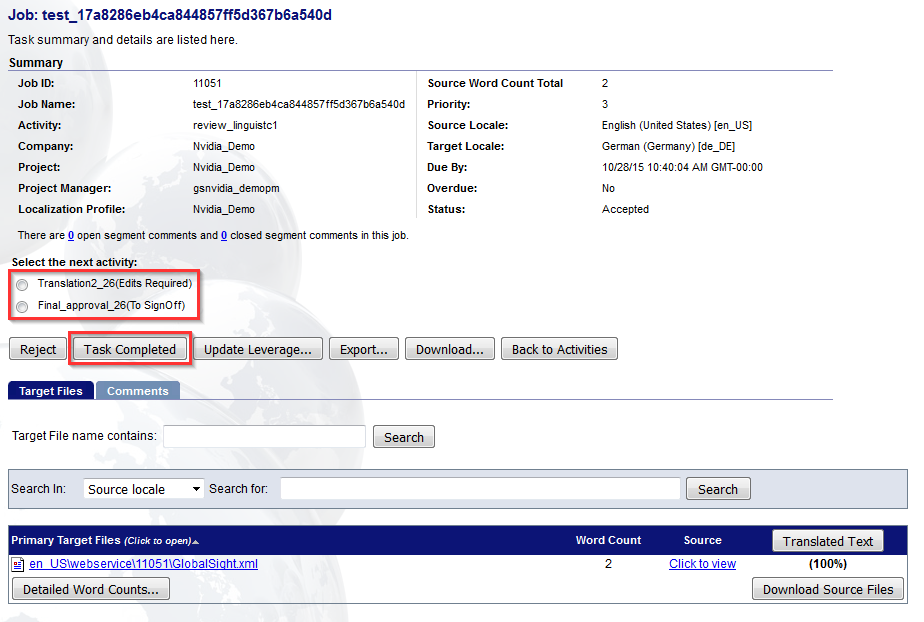 Job: test_17a8286eb4ca844857ff5d367b6a540d
Task summary and details are listed here.
Summary
Job ID: 11051 Source Word Count Total 2
Job Name: test_17a8286eb4ca844857ff5d367b6a540d Priority: 3
Activity: review_linguistc1 Source Locale: English (United States) [en_US]
Company: Nvidia_Demo Target Locale: German (Germany) [de_DE]
Project: Nvidia_Demo Due By: 10/28/15 10:40:04 AM GMT-00:00
Project Manager: gsnvidia_demopm Overdue: No
Localization Profile: Nvidia_Demo Status: Accepted
There are 0 open segment comments and 0 closed segment comments in this job.
Select the next activity:
Translation2_26(Edits Required)
Final_approval_26(To SignOff)
Reject Task Completed Update Leverage... Export... Download... Back to Activities
Target Files Comments
Target File name contains: Search
Search In: Source locale Search for: Search
Primary Target Files (Click to open) Word Count Source Translated Text
en_US\webservice\11051\GlobalSight.xml 2 Click to view (100%)
Detailed Word Counts... Download Source Files